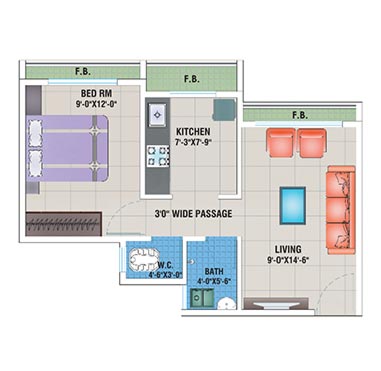 F.B.
F.B.
BED RM
9'-0"X12'-0"
F.B.
KITCHEN
7'-3"X7'-9"
3'0" WIDE PASSAGE
LIVING
9'-0"X14'-6"
W.C.
4'-6"X3'-0"
BATH
4'-0"X5'-6"